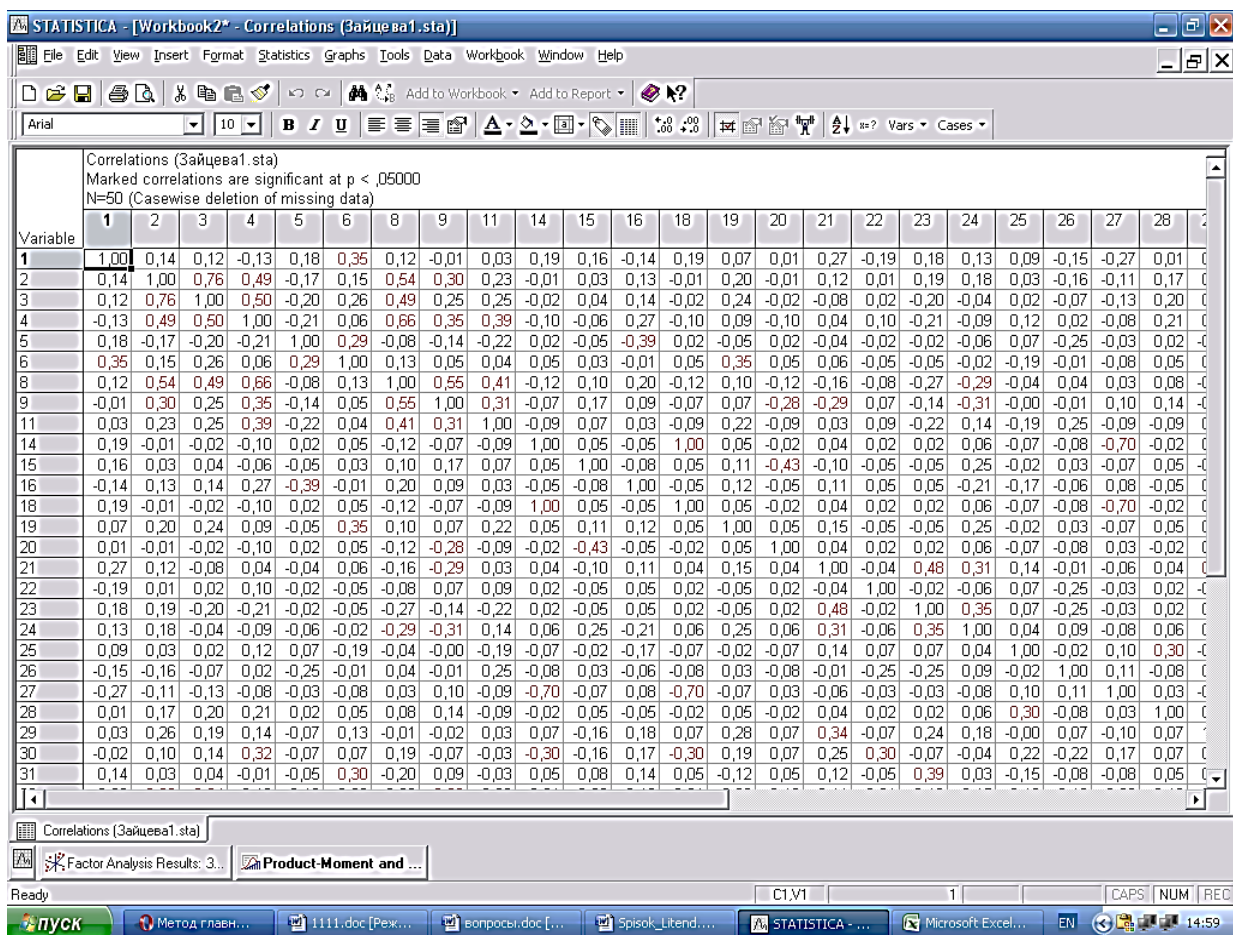 STATISTICA - [Workbook2* - Correlations (Зайцева1.sta)]
File Edit View Insert Format Statistics Graphs Tools Data Workbook Window Help
Add to Workbook Add to Report
Arial 10 B I U Vars Cases
Correlations (Зайцева1.sta)
Marked correlations are significant at p < ,05000
N=50 (Casewise deletion of missing data)
Variable 1 2 3 4 5 6 8 9 11 14 15 16 18 19 20 21 22 23 24 25 26 27 28
1 1,00 0,14 0,12 -0,13 0,18 0,35 0,12 -0,01 0,03 0,19 0,16 -0,14 0,19 0,07 0,01 0,27 -0,19 0,18 0,13 0,09 -0,15 -0,27 0,01
2 0,14 1,00 0,76 0,49 -0,17 0,15 0,54 0,30 0,23 -0,01 0,03 0,13 -0,01 0,20 -0,01 0,12 0,01 0,19 0,18 0,03 -0,16 -0,11 0,17
3 0,12 0,76 1,00 0,50 -0,20 0,26 0,49 0,25 0,25 -0,02 0,04 0,14 -0,02 0,24 -0,02 -0,08 0,02 -0,20 -0,04 0,02 -0,07 -0,13 0,20
4 -0,13 0,49 0,50 1,00 -0,21 0,06 0,66 0,35 0,39 -0,10 -0,06 0,27 -0,10 0,09 -0,10 0,04 0,10 -0,21 -0,09 0,12 0,02 -0,08 0,21
5 0,18 -0,17 -0,20 -0,21 1,00 0,29 -0,08 -0,14 -0,22 0,02 -0,05 -0,39 0,02 -0,05 0,02 -0,04 -0,02 -0,02 -0,06 0,07 -0,25 -0,03 0,02
6 0,35 0,15 0,26 0,06 0,29 1,00 0,13 0,05 0,04 0,05 0,03 -0,01 0,05 0,35 0,05 0,06 -0,05 -0,05 -0,02 -0,19 -0,01 -0,08 0,05
8 0,12 0,54 0,49 0,66 -0,08 0,13 1,00 0,55 0,41 -0,12 0,10 0,20 -0,12 0,10 -0,12 -0,16 -0,08 -0,27 -0,29 -0,04 0,04 0,03 0,08
9 -0,01 0,30 0,25 0,35 -0,14 0,05 0,55 1,00 0,31 -0,07 0,17 0,09 -0,07 0,07 -0,28 -0,29 0,07 -0,14 -0,31 -0,00 -0,01 0,10 0,14
11 0,03 0,23 0,25 0,39 -0,22 0,04 0,41 0,31 1,00 -0,09 0,07 0,03 -0,09 0,22 -0,09 0,03 0,09 -0,22 0,14 -0,19 0,25 -0,09 -0,09
14 0,19 -0,01 -0,02 -0,10 0,02 0,05 -0,12 -0,07 -0,09 1,00 0,05 -0,05 1,00 0,05 -0,02 0,04 0,02 0,02 0,06 -0,07 -0,08 -0,70 -0,02
15 0,16 0,03 0,04 -0,06 -0,05 0,03 0,10 0,17 0,07 0,05 1,00 -0,08 0,05 0,11 -0,43 -0,10 -0,05 -0,05 0,25 -0,02 0,03 -0,07 0,05
16 -0,14 0,13 0,14 0,27 -0,39 -0,01 0,20 0,09 0,03 -0,05 -0,08 1,00 -0,05 0,12 -0,05 0,11 0,05 0,05 -0,21 -0,17 -0,06 0,08 -0,05
18 0,19 -0,01 -0,02 -0,10 0,02 0,05 -0,12 -0,07 -0,09 1,00 0,05 -0,05 1,00 0,05 -0,02 0,04 0,02 0,02 0,06 -0,07 -0,08 -0,70 -0,02
19 0,07 0,20 0,24 0,09 -0,05 0,35 0,10 0,07 0,22 0,05 0,11 0,12 0,05 1,00 0,05 0,15 -0,05 -0,05 0,25 -0,02 0,03 -0,07 0,05
20 0,01 -0,01 -0,02 -0,10 0,02 0,05 -0,12 -0,28 -0,09 -0,02 -0,43 -0,05 -0,02 0,05 1,00 0,04 0,02 0,02 0,06 -0,07 -0,08 0,03 -0,02
21 0,27 0,12 -0,08 0,04 -0,04 0,06 -0,16 -0,29 0,03 0,04 -0,10 0,11 0,04 0,15 0,04 1,00 -0,04 0,48 0,31 0,14 -0,01 -0,06 0,04
22 -0,19 0,01 0,02 0,10 -0,02 -0,05 -0,08 0,07 0,09 0,02 -0,05 0,05 0,02 -0,05 0,02 -0,04 1,00 -0,02 -0,06 0,07 -0,25 -0,03 0,02
23 0,18 0,19 -0,20 -0,21 -0,02 -0,05 -0,27 -0,14 -0,22 0,02 -0,05 0,05 0,02 -0,05 0,02 0,48 -0,02 1,00 0,35 0,07 -0,25 -0,03 0,02
24 0,13 0,18 -0,04 -0,09 -0,06 -0,02 -0,29 -0,31 0,14 0,06 0,25 -0,21 0,06 0,25 0,06 0,31 -0,06 0,35 1,00 0,04 0,09 -0,08 0,06
25 0,09 0,03 0,02 0,12 0,07 -0,19 -0,04 -0,00 -0,19 -0,07 -0,02 -0,17 -0,07 -0,02 -0,07 0,14 0,07 0,07 0,04 1,00 -0,02 0,10 0,30
26 -0,15 -0,16 -0,07 0,02 -0,25 -0,01 0,04 -0,01 0,25 -0,08 0,03 -0,06 -0,08 0,03 -0,08 -0,01 -0,25 -0,25 0,09 -0,02 1,00 0,11 -0,08
27 -0,27 -0,11 -0,13 -0,08 -0,03 -0,08 0,03 0,10 -0,09 -0,70 -0,07 0,08 -0,70 -0,07 0,03 -0,06 -0,03 -0,03 -0,08 0,10 0,11 1,00 0,03
28 0,01 0,17 0,20 0,21 0,02 0,05 0,08 0,14 -0,09 -0,02 0,05 -0,05 -0,02 0,05 -0,02 0,04 0,02 0,02 0,06 0,30 -0,08 0,03 1,00
29 0,03 0,26 0,19 0,14 -0,07 0,13 -0,01 -0,02 0,03 0,07 -0,16 0,18 0,07 0,28 0,07 0,34 -0,07 0,24 0,18 -0,00 0,07 -0,10 0,07
30 -0,02 0,10 0,14 0,32 -0,07 0,07 0,19 -0,07 -0,03 -0,30 -0,16 0,17 -0,30 0,19 0,07 0,25 0,30 -0,07 -0,04 0,22 -0,22 0,17 0,07
31 0,14 0,03 0,04 -0,01 -0,05 0,30 -0,20 0,09 -0,03 0,05 0,08 0,14 0,05 -0,12 0,05 0,12 -0,05 0,39 0,03 -0,15 -0,08 -0,08 0,05
Correlations (Зайцева1.sta)
Factor Analysis Results: З... Product-Moment and ...
Ready C1,V1 1 CAPS NUM REC
пуск Метод главн... 1111.doc [Реж... вопросы.doc [... Spisok_Litend.... STATISTICA - ... Microsoft Excel... EN 14:59